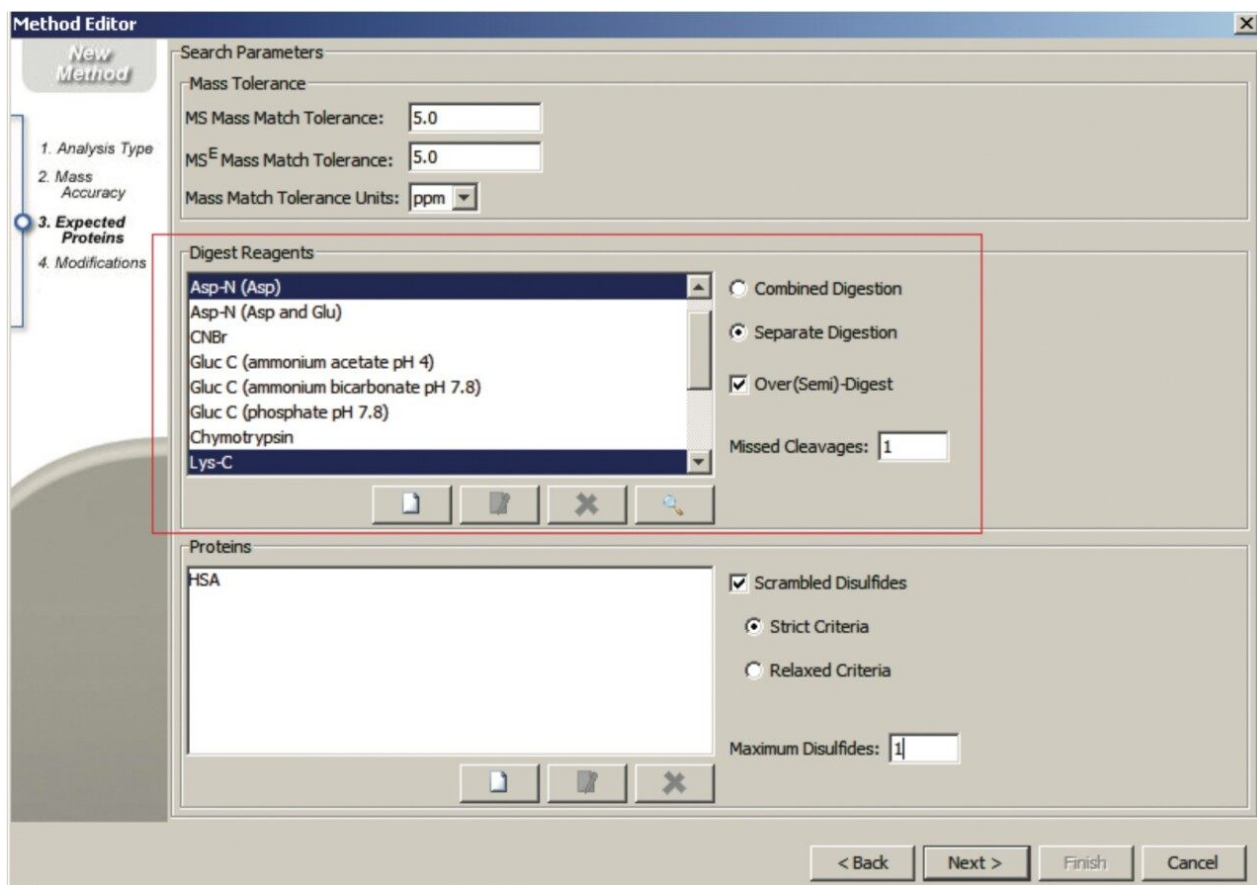 Method Editor
New
Method
1. Analysis Type
2. Mass
Accuracy
3. Expected
Proteins
4. Modifications
Search Parameters
Mass Tolerance
MS Mass Match Tolerance: 5.0
MSE Mass Match Tolerance: 5.0
Mass Match Tolerance Units: ppm
Digest Reagents
Asp-N (Asp)
Asp-N (Asp and Glu)
CNBr
Gluc C (ammonium acetate pH 4)
Gluc C (ammonium bicarbonate pH 7.8)
Gluc C (phosphate pH 7.8)
Chymotrypsin
Lys-C
Combined Digestion
Separate Digestion
Over(Semi)-Digest
Missed Cleavages: 1
Proteins
HSA
Scrambled Disulfides
Strict Criteria
Relaxed Criteria
Maximum Disulfides: 1
< Back
Next >
Finish
Cancel